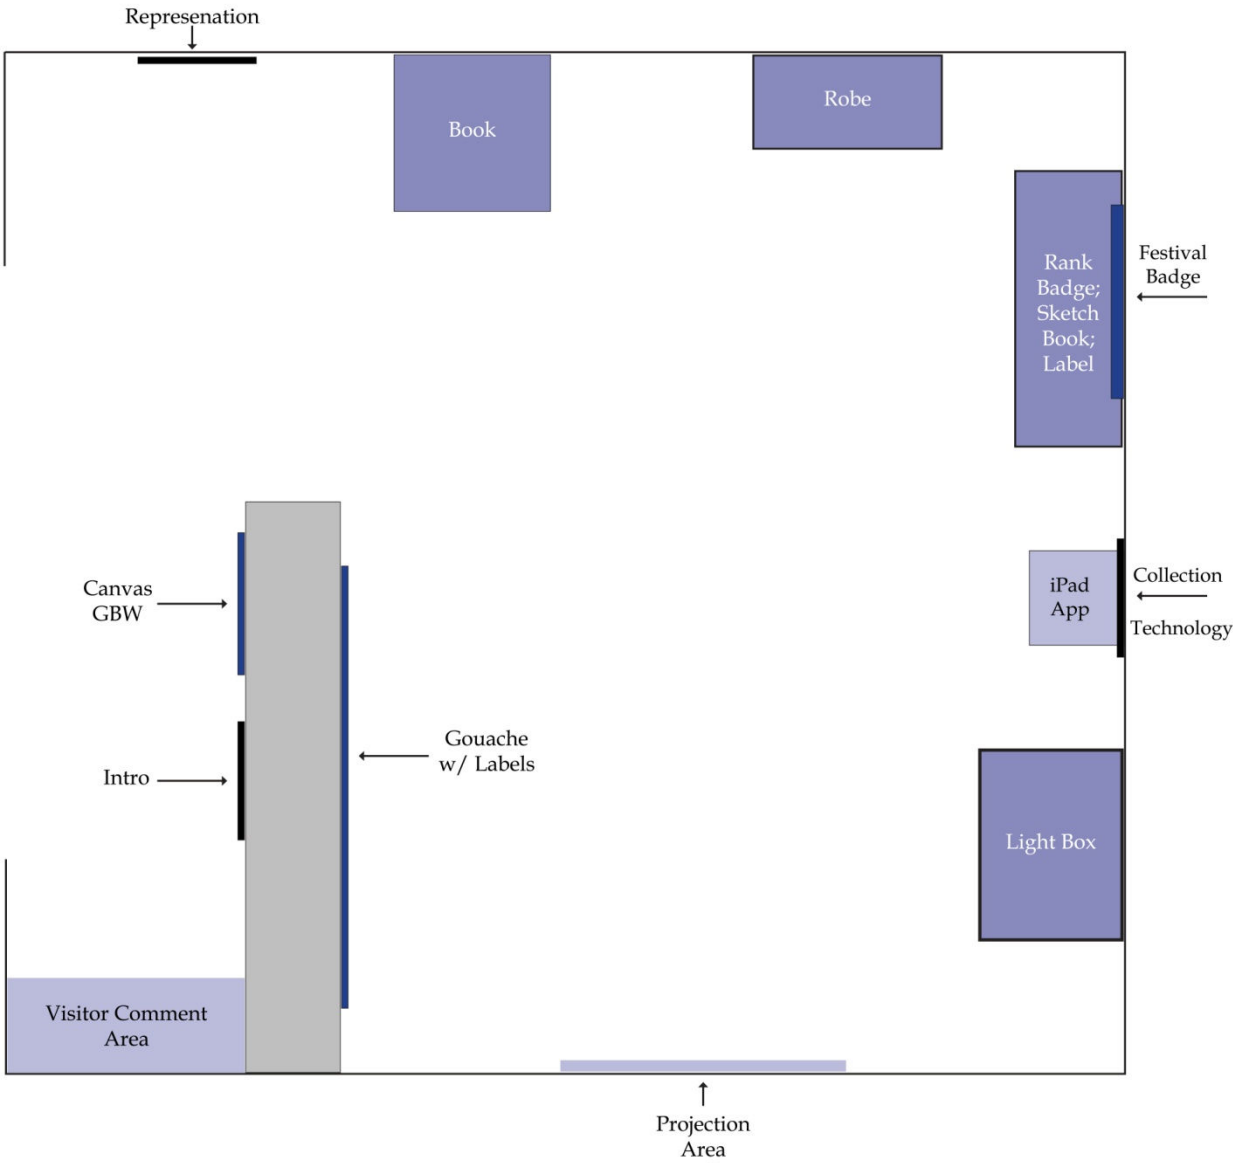 Represenation
Book
Robe
Festival
Badge
Rank
Badge;
Sketch
Book;
Label
Canvas
GBW
iPad
App
Collection
Technology
Intro
Gouache
w/ Labels
Light Box
Visitor Comment
Area
Projection
Area